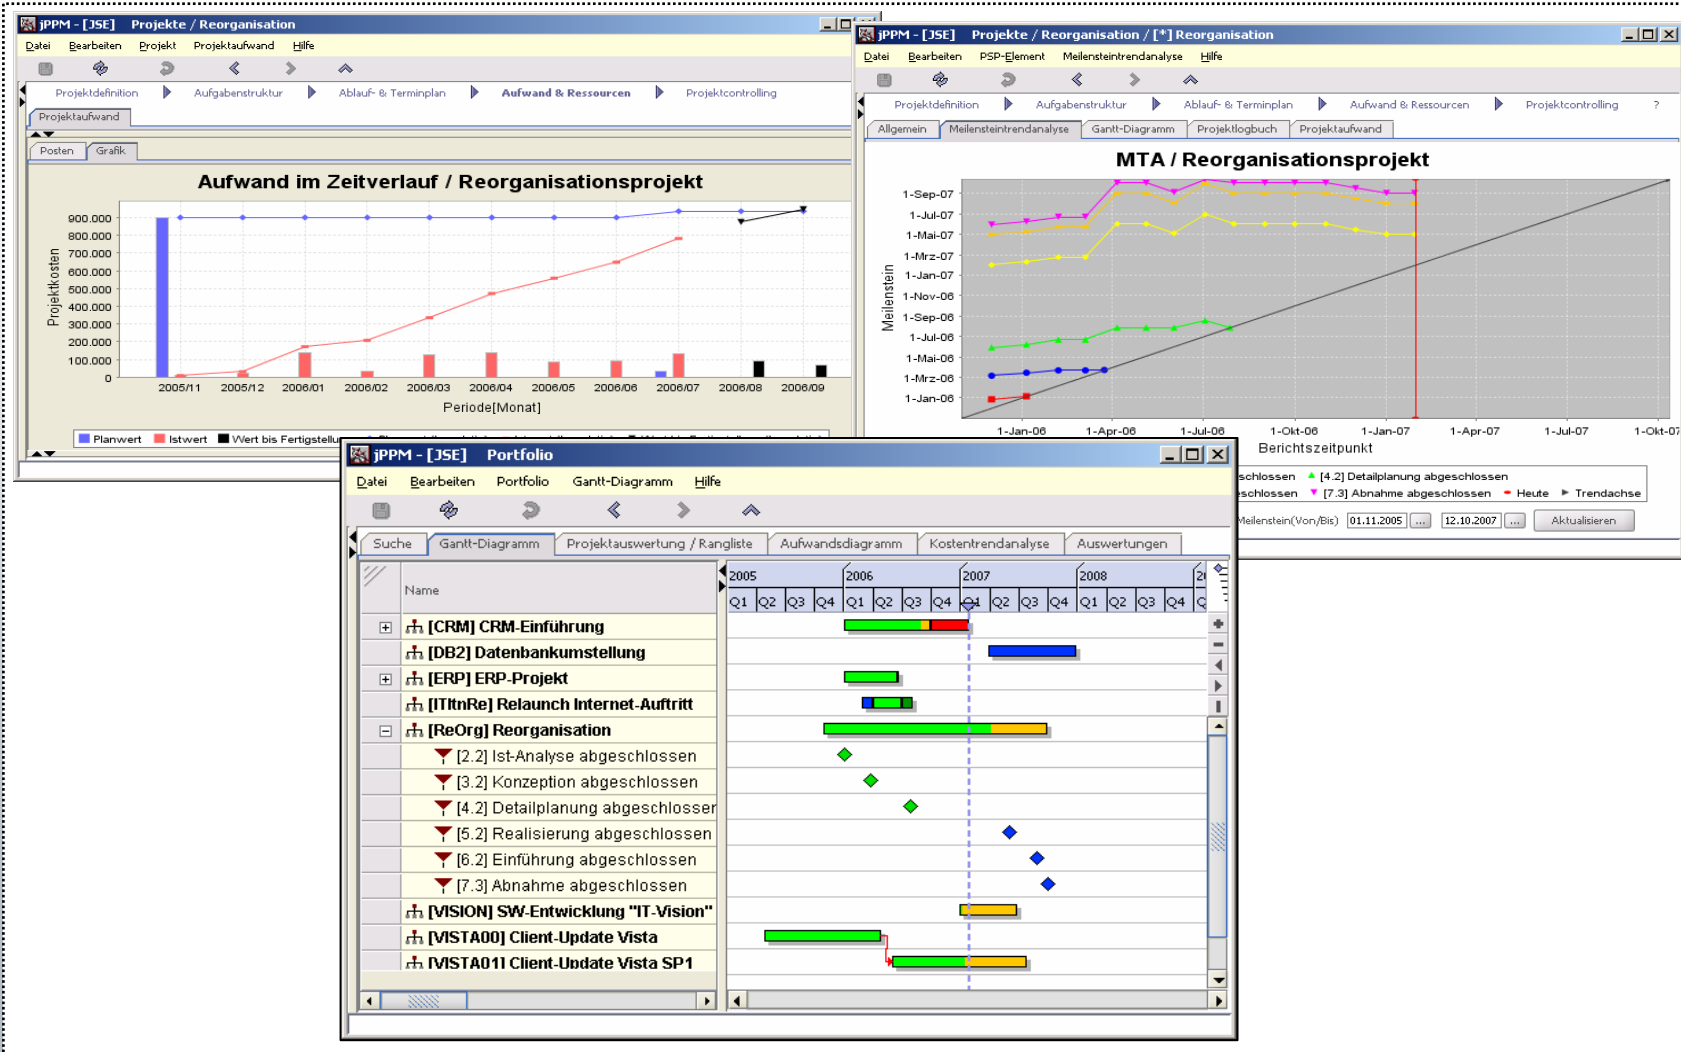 jPPM - [JSE] Projekte / Reorganisation
Datei Bearbeiten Projekt Projektaufwand Hilfe
Projektdefinition Aufgabenstruktur Ablauf- & Terminplan Aufwand & Ressourcen Projektcontrolling
Projektaufwand
Posten Grafik
Aufwand im Zeitverlauf / Reorganisationsprojekt
Projektkosten
900.000
800.000
700.000
600.000
500.000
400.000
300.000
200.000
100.000
0
2005/11 2005/12 2006/01 2006/02 2006/03 2006/04 2006/05 2006/06 2006/07 2006/08 2006/09
Periode[Monat]
Planwert Istwert Wert bis Fertigstellu
jPPM - [JSE] Projekte / Reorganisation / [*] Reorganisation
Datei Bearbeiten PSP-Element Meilensteintrendanalyse Hilfe
Projektdefinition Aufgabenstruktur Ablauf- & Terminplan Aufwand & Ressourcen Projektcontrolling ?
Allgemein Meilensteintrendanalyse Gantt-Diagramm Projektlogbuch Projektaufwand
MTA / Reorganisationsprojekt
Meilenstein
1-Sep-07
1-Jul-07
1-Mai-07
1-Mrz-07
1-Jan-07
1-Nov-06
1-Sep-06
1-Jul-06
1-Mai-06
1-Mrz-06
1-Jan-06
1-Jan-06 1-Apr-06 1-Jul-06 1-Okt-06 1-Jan-07 1-Apr-07 1-Jul-07 1-Okt-07
Berichtszeitpunkt
schlossen [4.2] Detailplanung abgeschlossen
schlossen [7.3] Abnahme abgeschlossen Heute Trendachse
Meilenstein(Von/Bis) 01.11.2005 ... 12.10.2007 ... Aktualisieren
jPPM - [JSE] Portfolio
Datei Bearbeiten Portfolio Gantt-Diagramm Hilfe
Suche Gantt-Diagramm Projektauswertung / Rangliste Aufwandsdiagramm Kostentrendanalyse Auswertungen
Name
2005 2006 2007 2008
Q1 Q2 Q3 Q4 Q1 Q2 Q3 Q4 Q1 Q2 Q3 Q4 Q1 Q2 Q3 Q4
[CRM] CRM-Einführung
[DB2] Datenbankumstellung
[ERP] ERP-Projekt
[ITItnRe] Relaunch Internet-Auftritt
[ReOrg] Reorganisation
[2.2] Ist-Analyse abgeschlossen
[3.2] Konzeption abgeschlossen
[4.2] Detailplanung abgeschlosser
[5.2] Realisierung abgeschlossen
[6.2] Einführung abgeschlossen
[7.3] Abnahme abgeschlossen
[VISION] SW-Entwicklung "IT-Vision"
[VISTA00] Client-Update Vista
[VISTA01] Client-Update Vista SP1